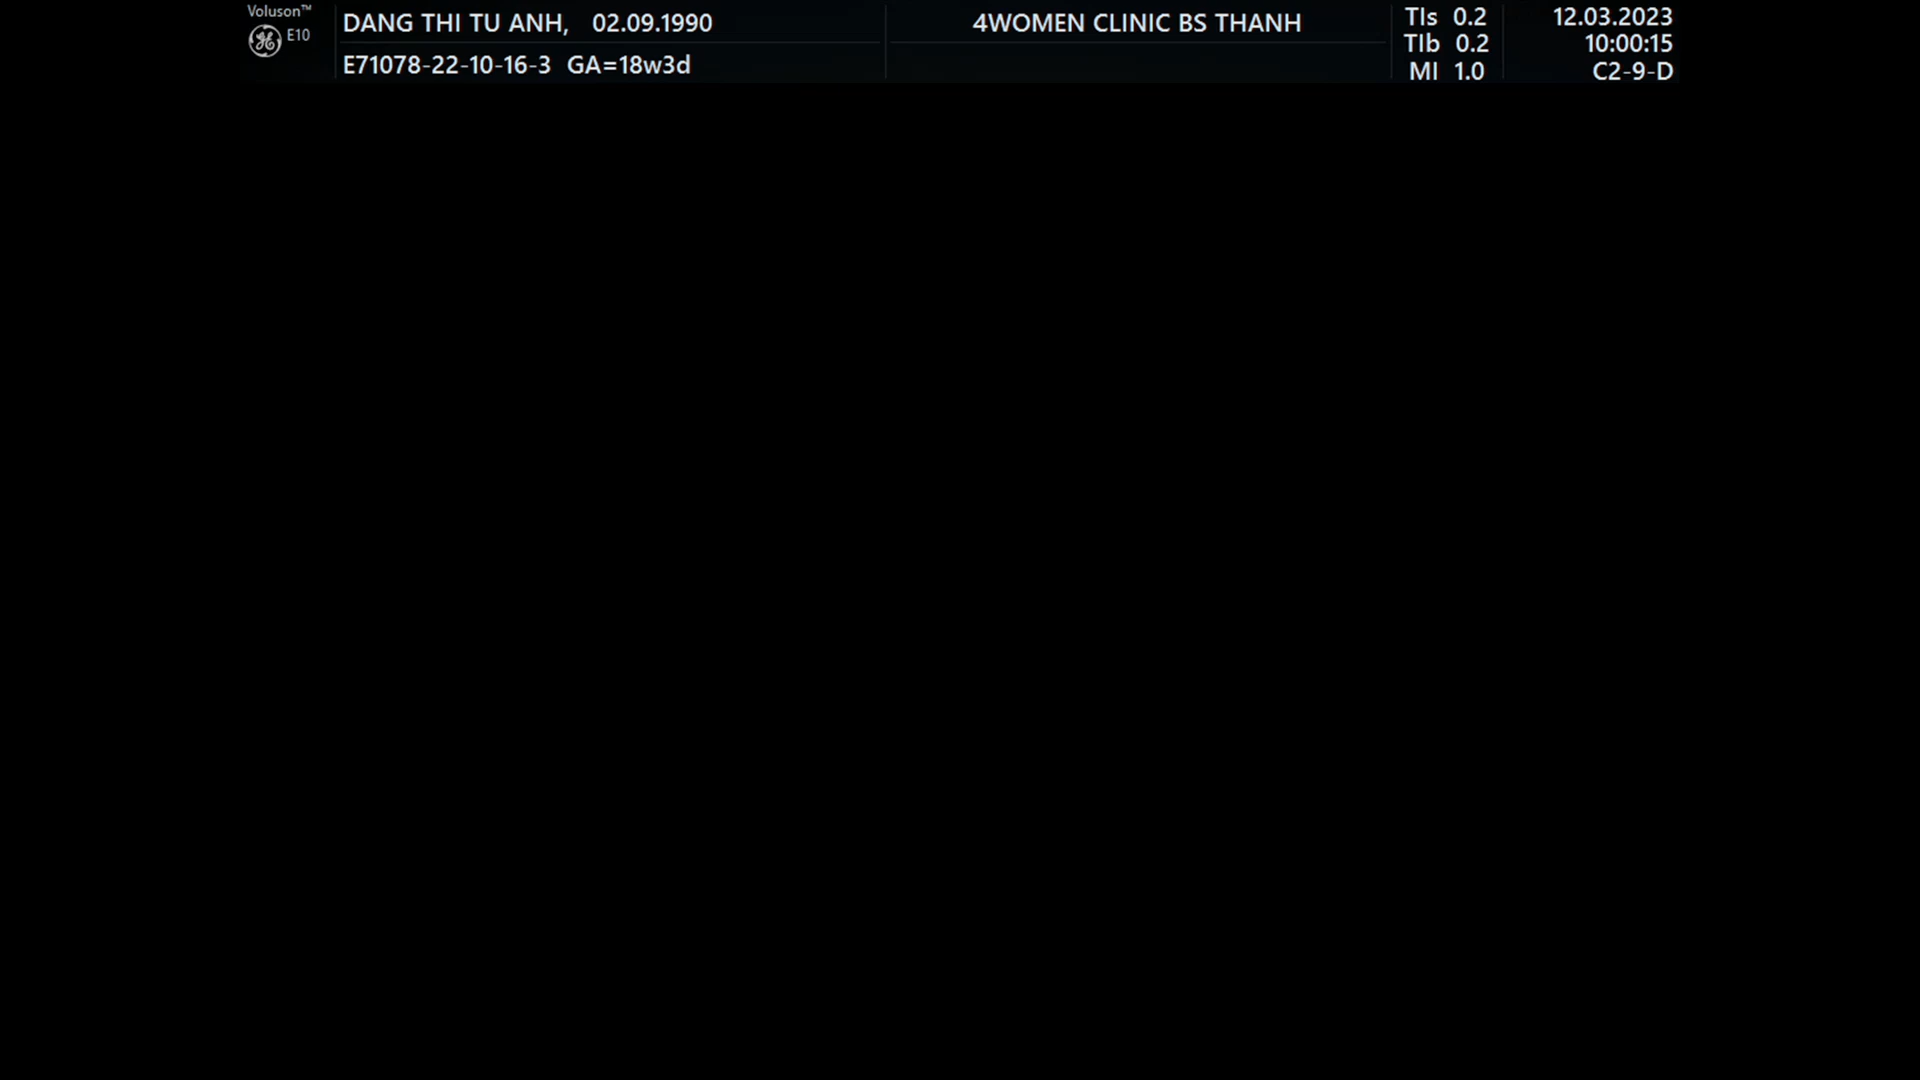 Voluson™
E10
DANG THI TU ANH, 02.09.1990
E71078-22-10-16-3 GA=18w3d
4WOMEN CLINIC BS THANH
TIs 0.2
TIb 0.2
MI 1.0
12.03.2023
10:00:15
C2-9-D